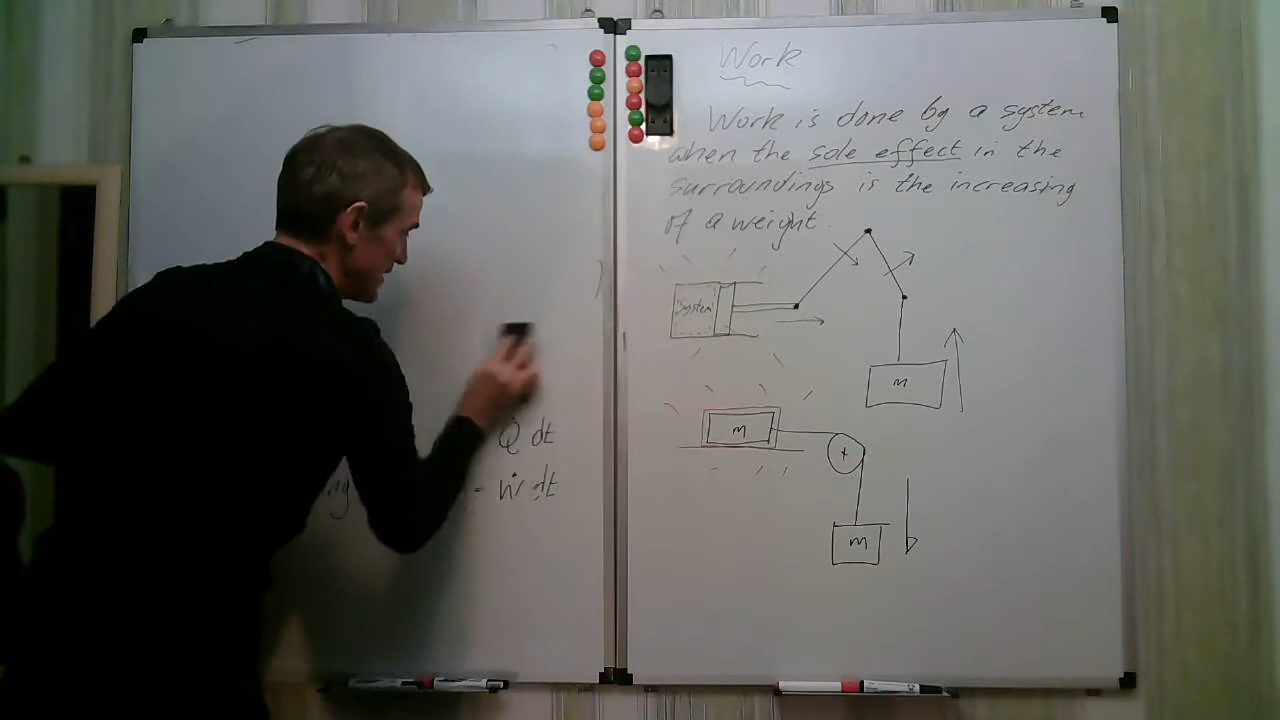 Q̇ dt
ng = ẇ dt
Work
Work is done by a system
when the sole effect in the
surroundings is the increasing
of a weight.
System
m
m
m